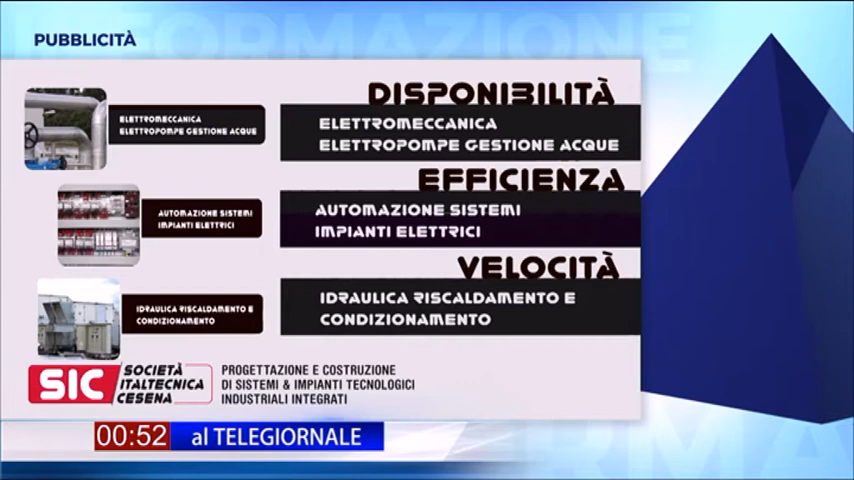 PUBBLICITÀ
DISPONIBILITÀ
ELETTROMECCANICA
ELETTROPOMPE GESTIONE ACQUE
ELETTROMECCANICA
ELETTROPOMPE GESTIONE ACQUE
EFFICIENZA
AUTOMAZIONE SISTEMI
IMPIANTI ELETTRICI
AUTOMAZIONE SISTEMI
IMPIANTI ELETTRICI
VELOCITÀ
IDRAULICA RISCALDAMENTO E
CONDIZIONAMENTO
IDRAULICA RISCALDAMENTO E
CONDIZIONAMENTO
SIC
SOCIETÀ
ITALTECNICA
CESENA
PROGETTAZIONE E COSTRUZIONE
DI SISTEMI & IMPIANTI TECNOLOGICI
INDUSTRIALI INTEGRATI
00:52 al TELEGIORNALE